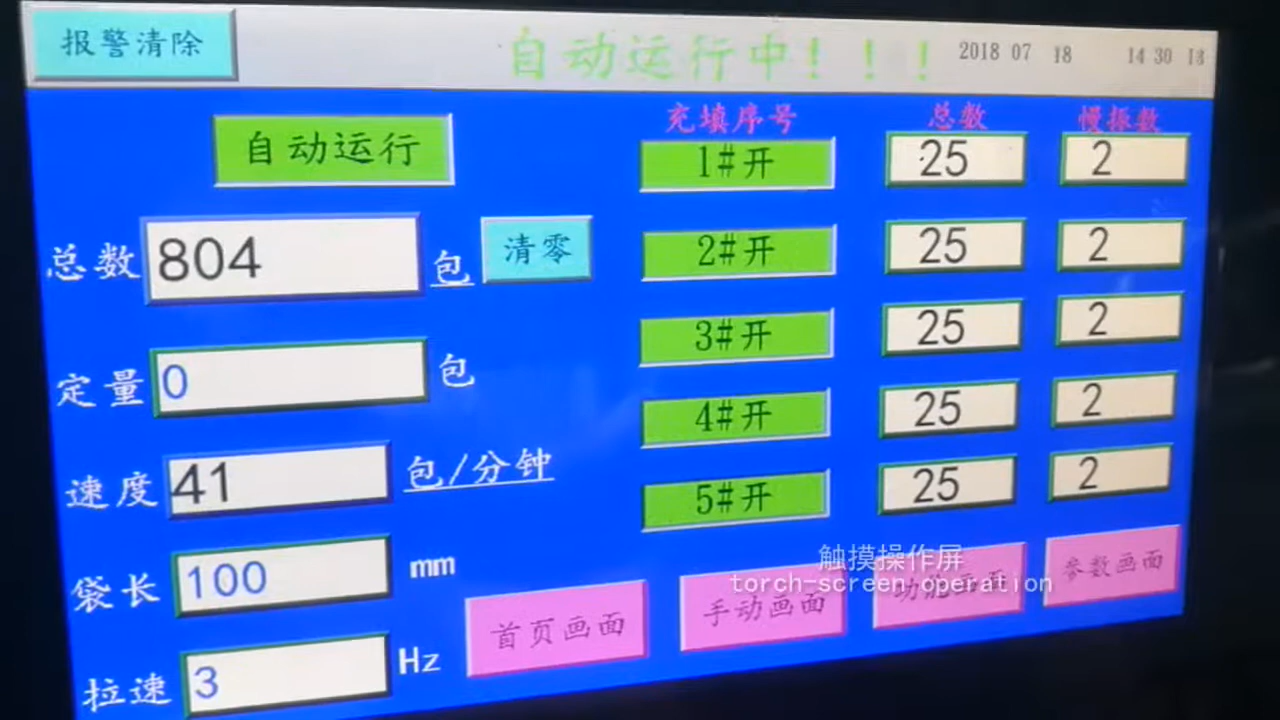 报警清除
自动运行中！！！
2018 07 18 14 30 18
自动运行
充填序号 总数 慢振数
1#开 25 2
总数 804 包 清零
2#开 25 2
3#开 25 2
定量 0 包
4#开 25 2
速度 41 包/分钟
5#开 25 2
袋长 100 mm
触摸操作屏
torch-screen operation
拉速 3 Hz
首页画面 手动画面 功能画面 参数画面